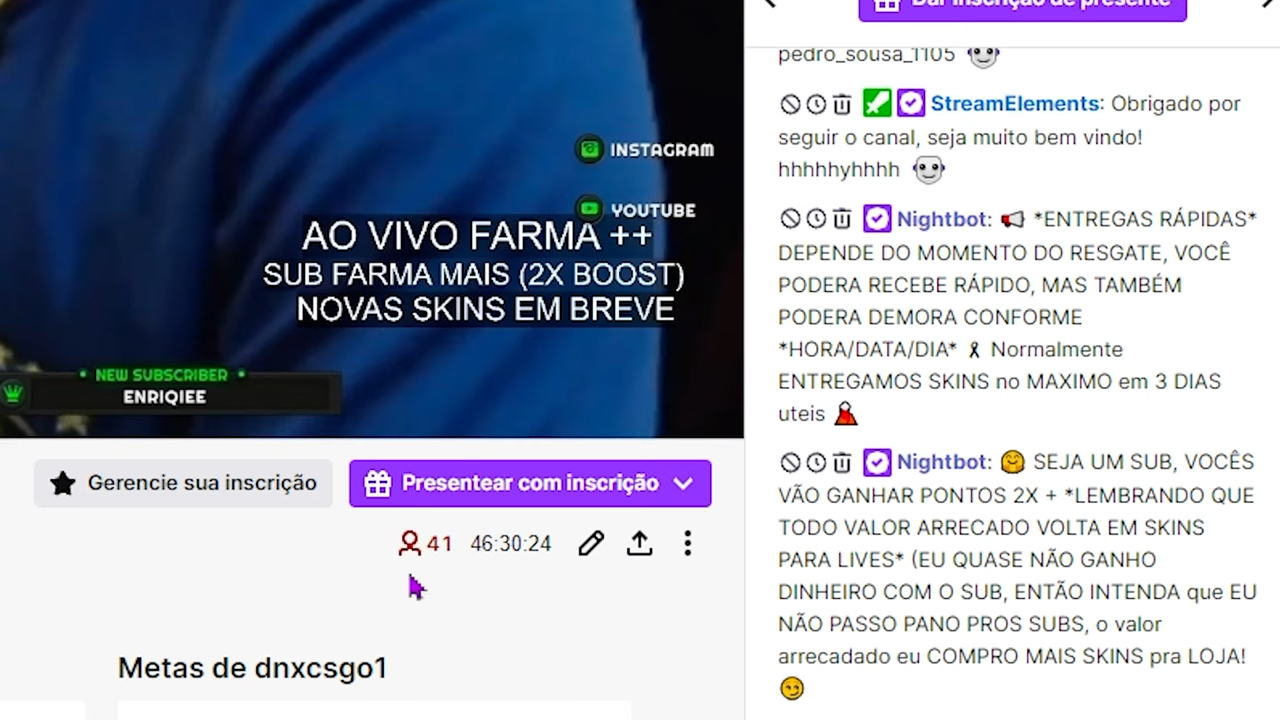 INSTAGRAM
YOUTUBE
AO VIVO FARMA ++
SUB FARMA MAIS (2X BOOST)
NOVAS SKINS EM BREVE
NEW SUBSCRIBER
ENRIQIEE
Gerencie sua inscrição
Presentear com inscrição
41 46:30:24
Metas de dnxcsgo1
Dar inscrição de presente
pedro_sousa_1105
StreamElements: Obrigado por
seguir o canal, seja muito bem vindo!
hhhhhyhhhh
Nightbot: *ENTREGAS RÁPIDAS*
DEPENDE DO MOMENTO DO RESGATE, VOCÊ
PODERA RECEBE RÁPIDO, MAS TAMBÉM
PODERA DEMORA CONFORME
*HORA/DATA/DIA* Normalmente
ENTREGAMOS SKINS no MAXIMO em 3 DIAS
uteis
Nightbot: SEJA UM SUB, VOCÊS
VÃO GANHAR PONTOS 2X + *LEMBRANDO QUE
TODO VALOR ARRECADO VOLTA EM SKINS
PARA LIVES* (EU QUASE NÃO GANHO
DINHEIRO COM O SUB, ENTÃO INTENDA que EU
NÃO PASSO PANO PROS SUBS, o valor
arrecadado eu COMPRO MAIS SKINS pra LOJA!